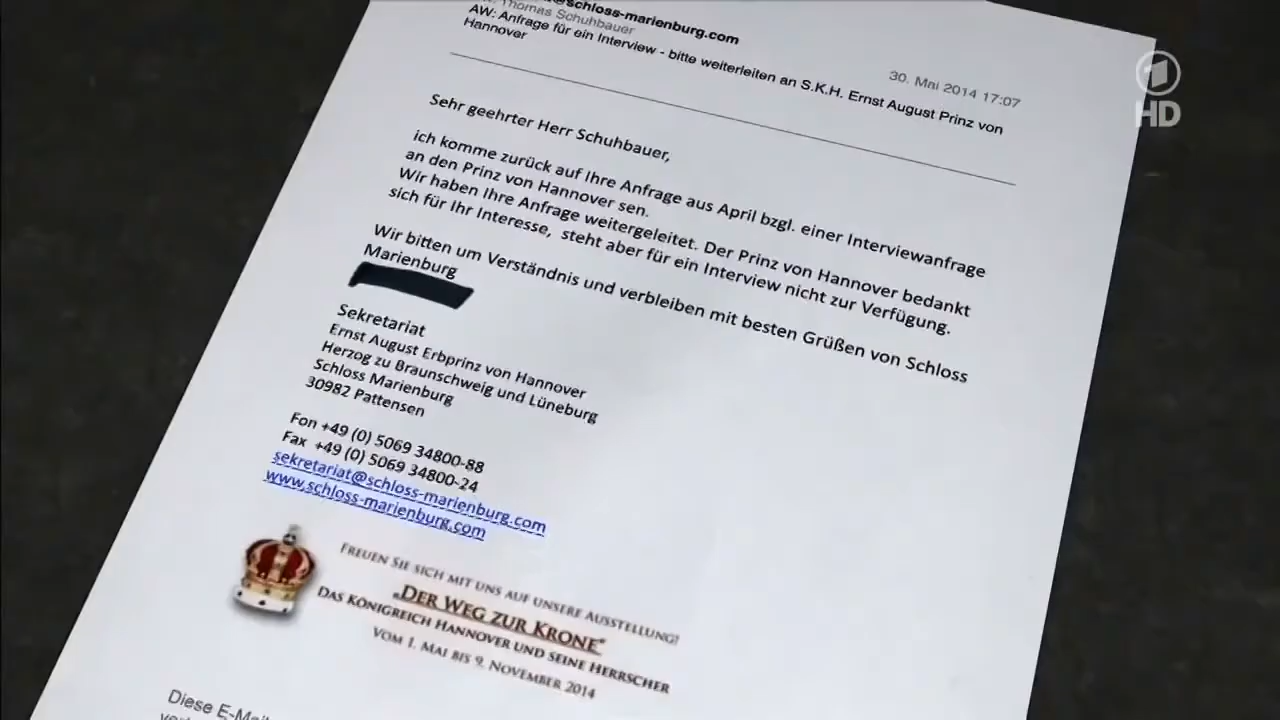 @schloss-marienburg.com
Thomas Schuhbauer
AW: Anfrage für ein Interview - bitte weiterleiten an S.K.H. Ernst August Prinz von
Hannover
30. Mai 2014 17:07
Sehr geehrter Herr Schuhbauer,
ich komme zurück auf Ihre Anfrage aus April bzgl. einer Interviewanfrage
an den Prinz von Hannover sen.
Wir haben Ihre Anfrage weitergeleitet. Der Prinz von Hannover bedankt
sich für Ihr Interesse, steht aber für ein Interview nicht zur Verfügung.
Wir bitten um Verständnis und verbleiben mit besten Grüßen von Schloss
Marienburg
Sekretariat
Ernst August Erbprinz von Hannover
Herzog zu Braunschweig und Lüneburg
Schloss Marienburg
30982 Pattensen
Fon +49 (0) 5069 34800-88
Fax +49 (0) 5069 34800-24
sekretariat@schloss-marienburg.com
www.schloss-marienburg.com
FREUEN SIE SICH MIT UNS AUF UNSERE AUSSTELLUNG!
„DER WEG ZUR KRONE“
DAS KÖNIGREICH HANNOVER UND SEINE HERRSCHER
VOM 1. MAI BIS 9. NOVEMBER 2014
Diese E-Mail
1
HD